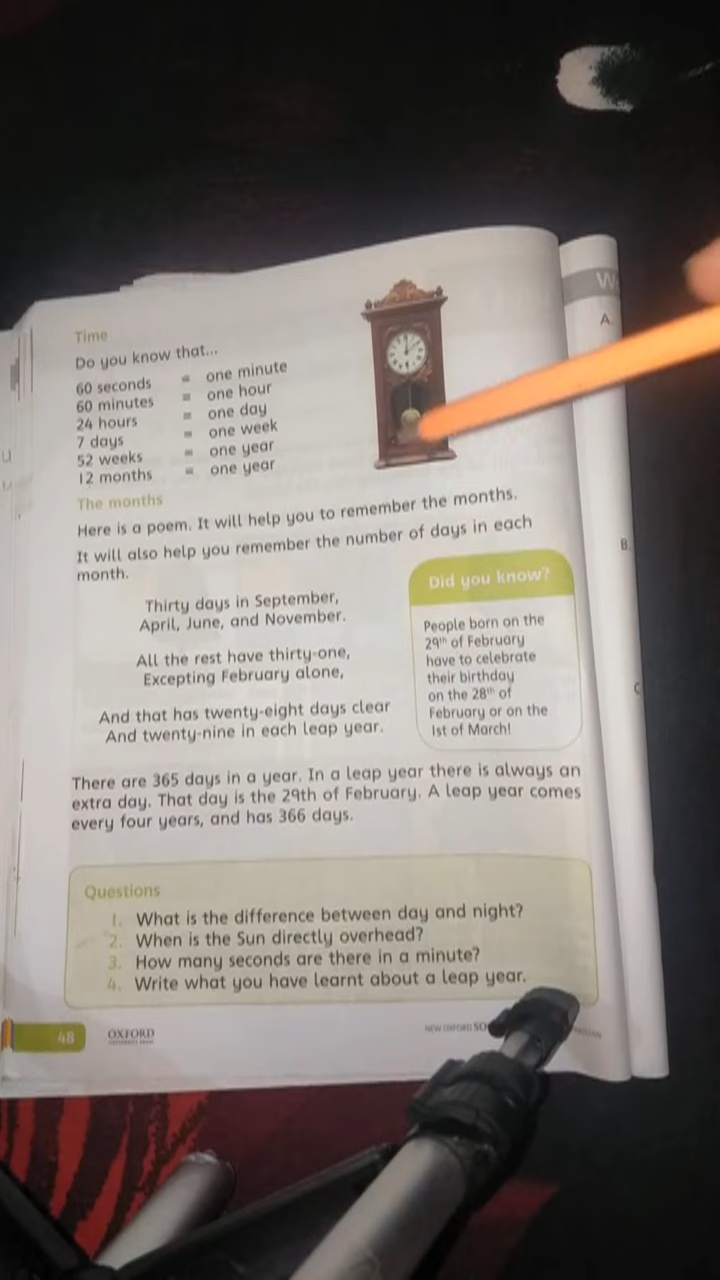 Time
Do you know that...
60 seconds = one minute
60 minutes = one hour
24 hours = one day
7 days = one week
52 weeks = one year
12 months = one year
The months
Here is a poem. It will help you to remember the months.
It will also help you remember the number of days in each
month.
Thirty days in September,
April, June, and November.
All the rest have thirty-one,
Excepting February alone,
And that has twenty-eight days clear
And twenty-nine in each leap year.
Did you know?
People born on the
29th of February
have to celebrate
their birthday
on the 28th of
February or on the
1st of March!
There are 365 days in a year. In a leap year there is always an
extra day. That day is the 29th of February. A leap year comes
every four years, and has 366 days.
Questions
1. What is the difference between day and night?
2. When is the Sun directly overhead?
3. How many seconds are there in a minute?
4. Write what you have learnt about a leap year.
48
OXFORD
UNIVERSITY PRESS
NEW OXFORD
W
A.
B.
C